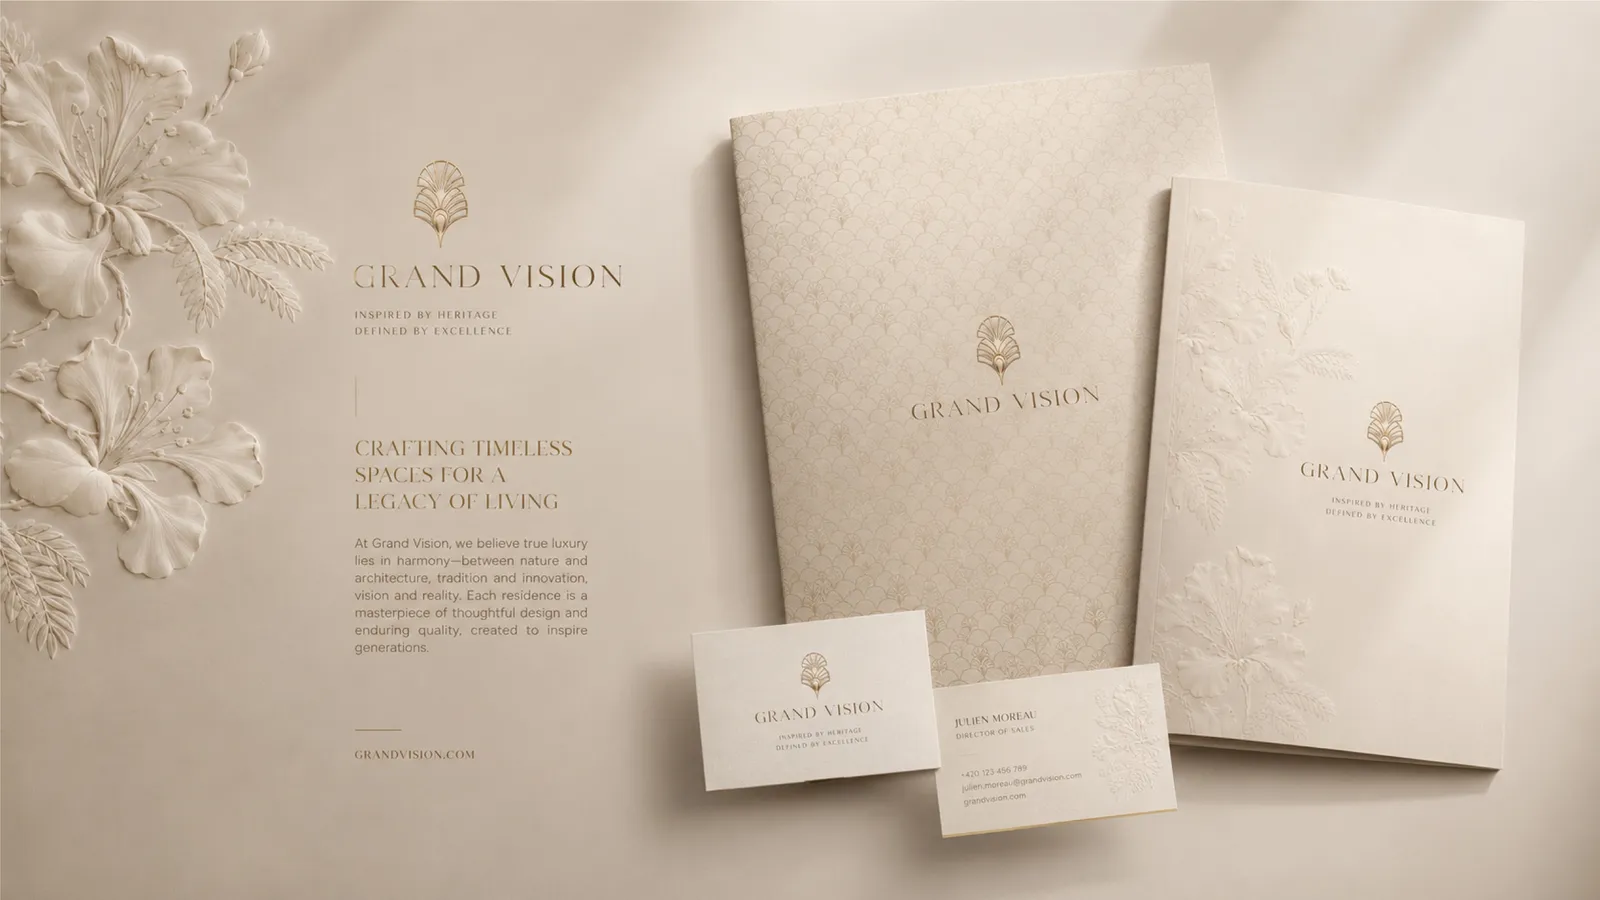 GRAND VISION
INSPIRED BY HERITAGE
DEFINED BY EXCELLENCE
CRAFTING TIMELESS
SPACES FOR A
LEGACY OF LIVING
At Grand Vision, we believe true luxury
lies in harmony—between nature and
architecture, tradition and innovation,
vision and reality. Each residence is a
masterpiece of thoughtful design and
enduring quality, created to inspire
generations.
GRANDVISION.COM
GRAND VISION
GRAND VISION
INSPIRED BY HERITAGE
DEFINED BY EXCELLENCE
GRAND VISION
INSPIRED BY HERITAGE
DEFINED BY EXCELLENCE
JULIEN MOREAU
DIRECTOR OF SALES
+420 123 456 789
julien.moreau@grandvision.com
grandvision.com